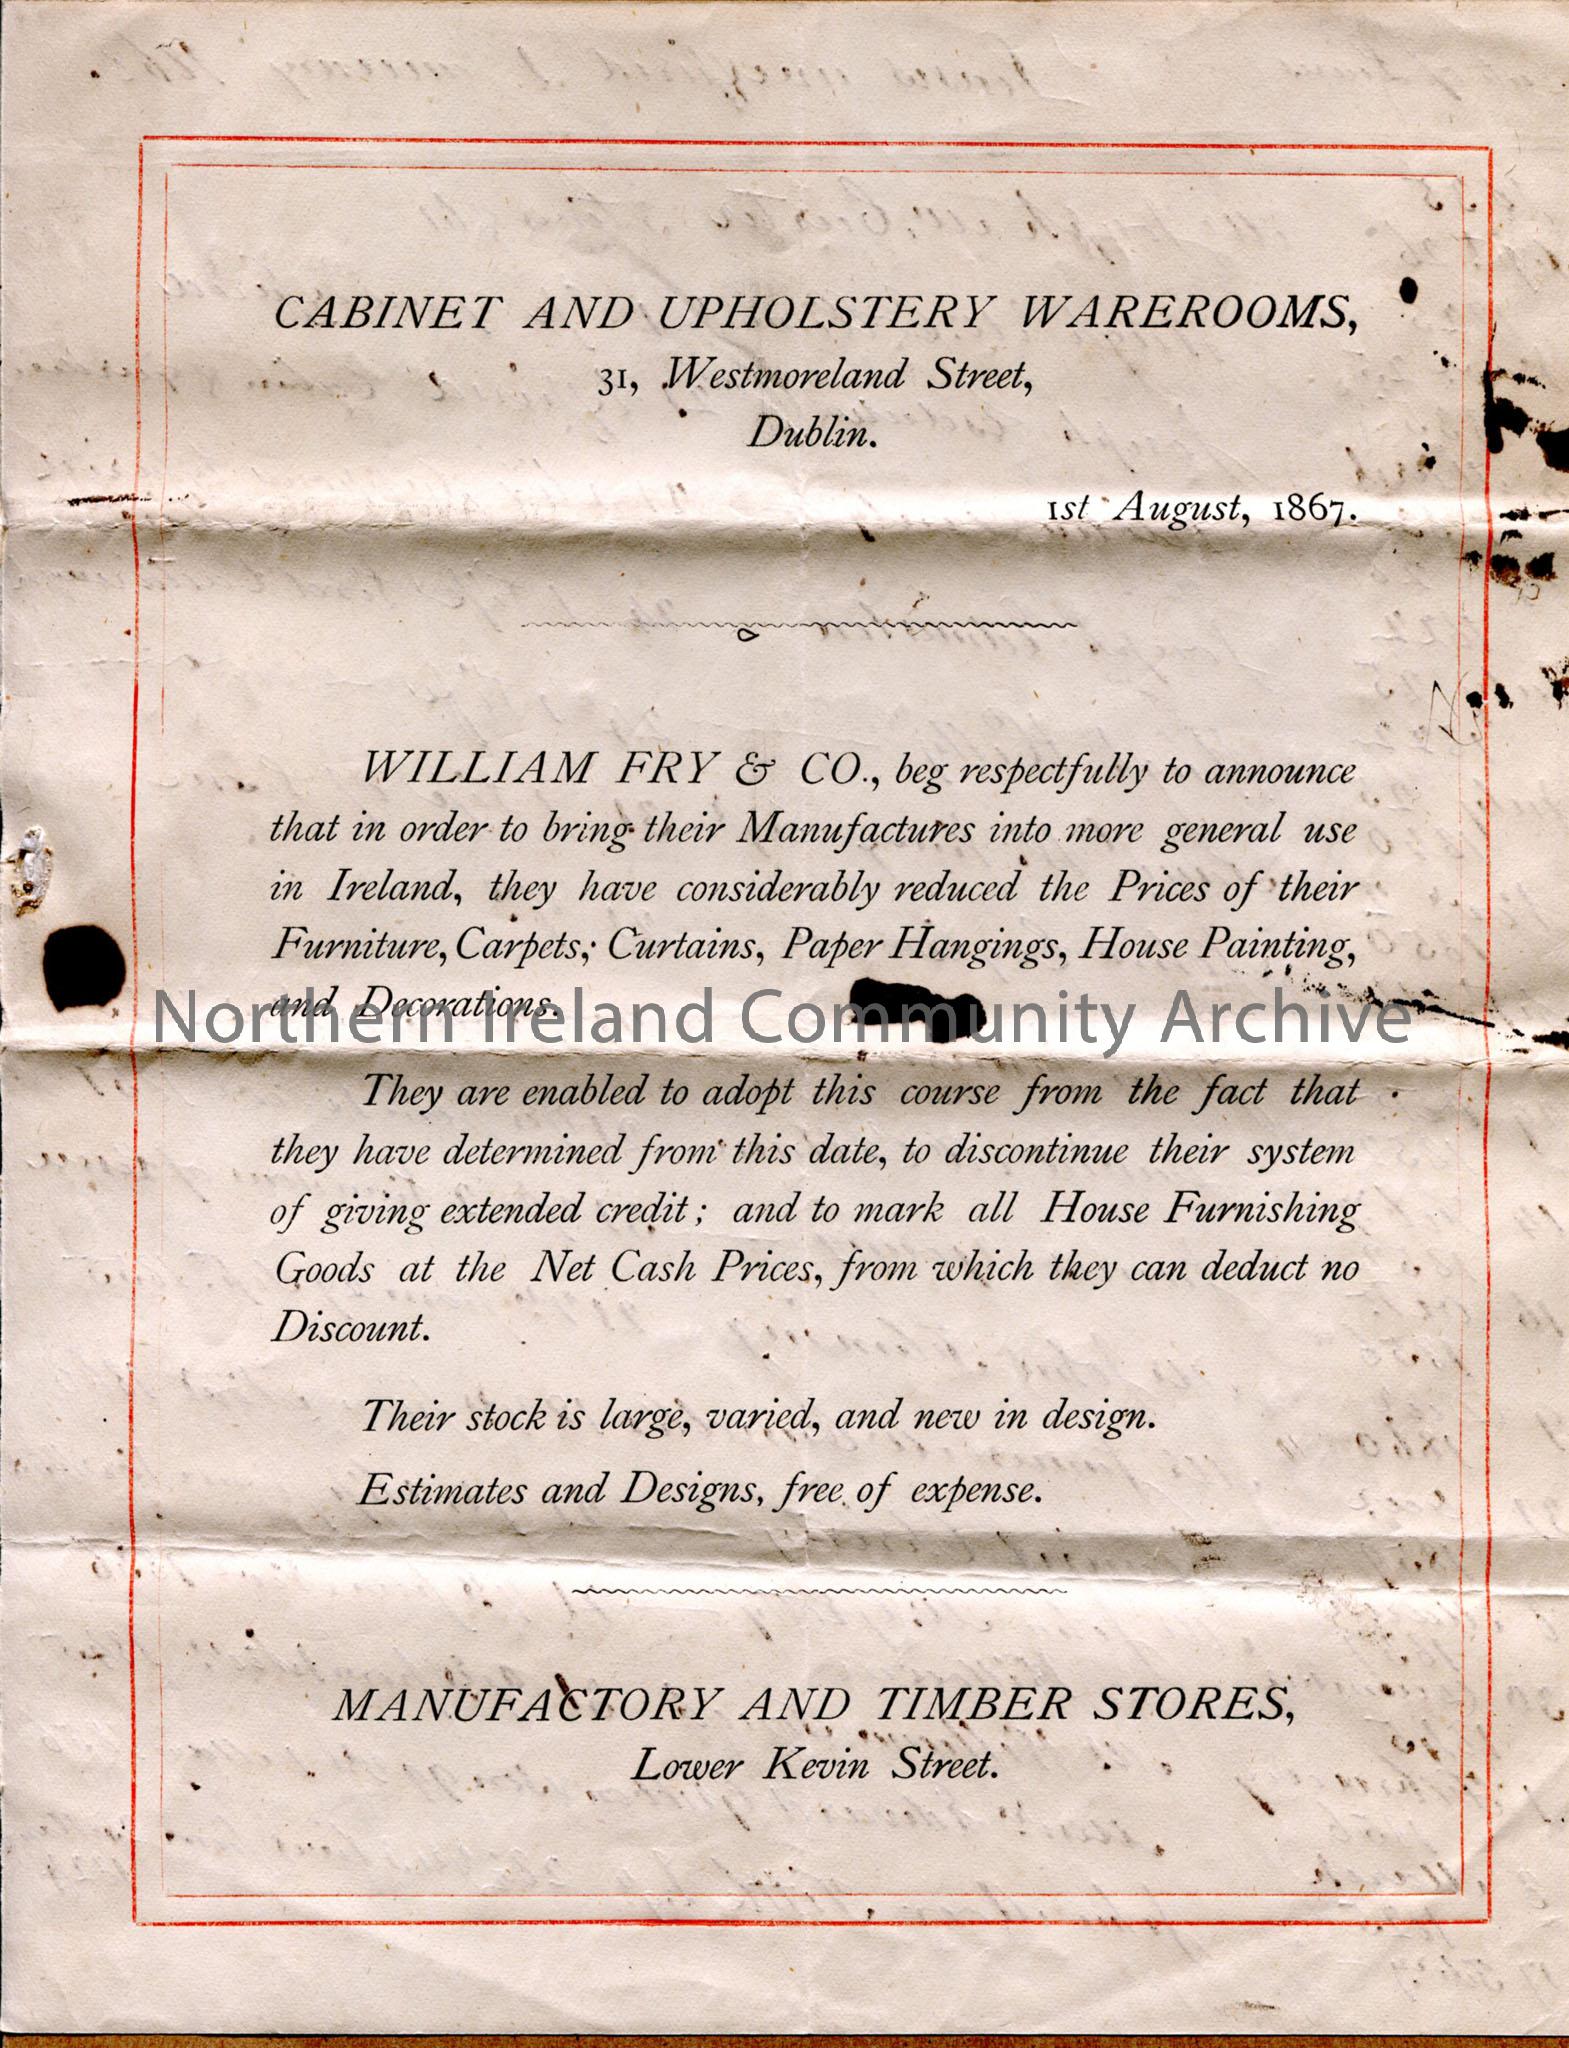 CABINET AND UPHOLSTERY WAREROOMS,
31, Westmoreland Street,
Dublin.
1st August, 1867.
WILLIAM FRY & CO., beg respectfully to announce
that in order to bring their Manufactures into more general use
in Ireland, they have considerably reduced the Prices of their
Furniture, Carpets, Curtains, Paper Hangings, House Painting,
and Decorations.
Northern Ireland Community Archive
They are enabled to adopt this course from the fact that
they have determined from this date, to discontinue their system
of giving extended credit; and to mark all House Furnishing
Goods at the Net Cash Prices, from which they can deduct no
Discount.
Their stock is large, varied, and new in design.
Estimates and Designs, free of expense.
MANUFACTORY AND TIMBER STORES,
Lower Kevin Street.